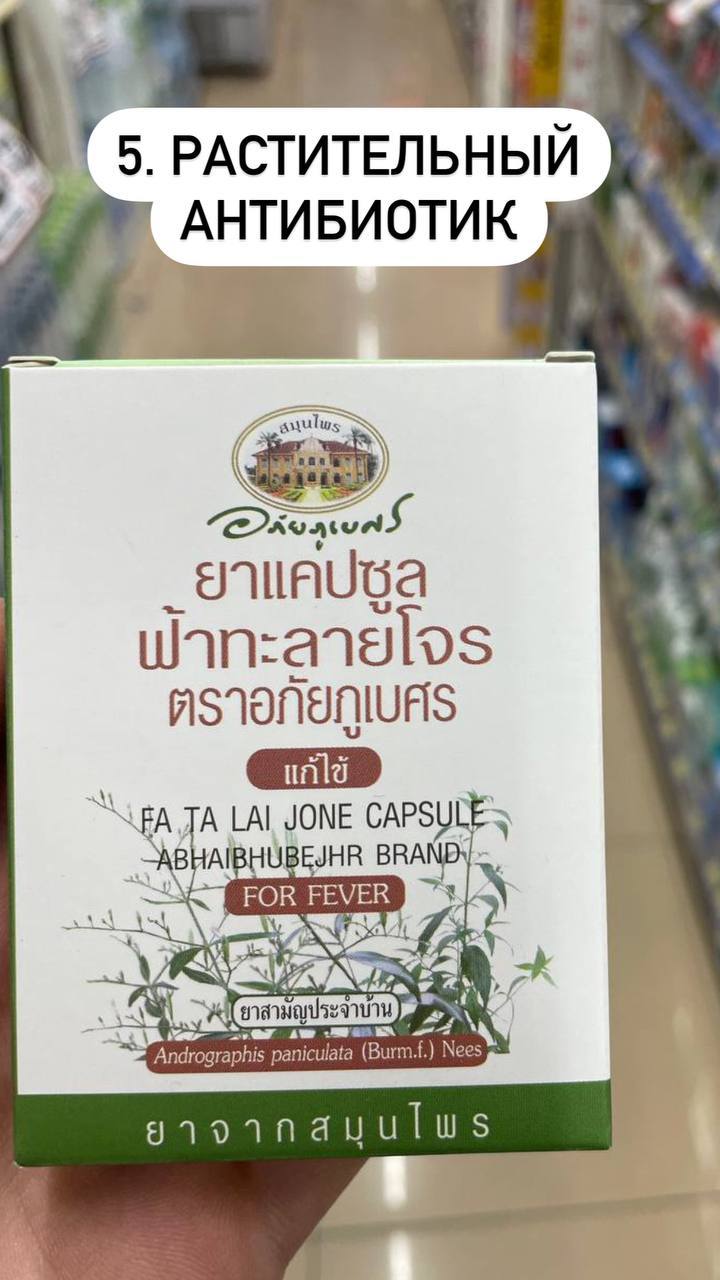 5. РАСТИТЕЛЬНЫЙ
АНТИБИОТИК
สมุนไพร
อภัยภูเบศร
ยาแคปซูล
ฟ้าทะลายโจร
ตราอภัยภูเบศร
แก้ไข้
FA TA LAI JONE CAPSULE
ABHAIBHUBEJHR BRAND
FOR FEVER
ยาสามัญประจำบ้าน
Andrographis paniculata (Burm.f.) Nees
ยาจากสมุนไพร